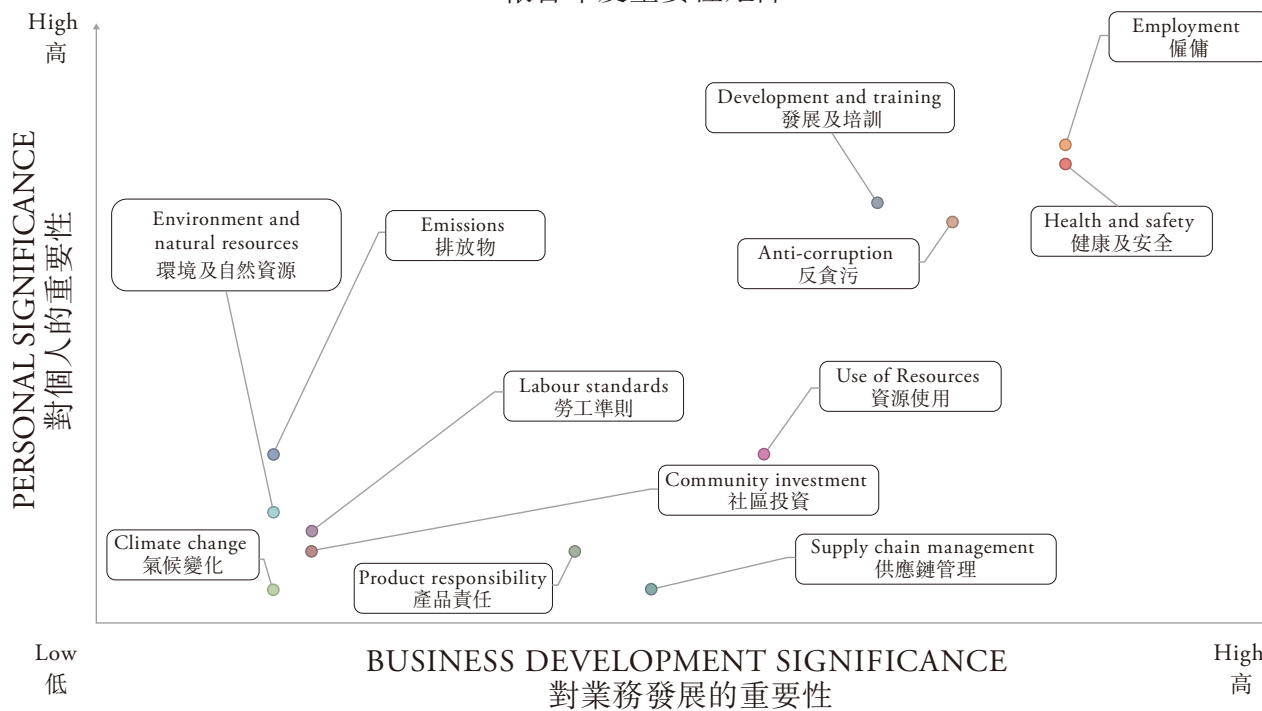 High
高
Employment
僱傭
Development and training
發展及培訓
PERSONAL SIGNIFICANCE
對個人的重要性
Environment and
natural resources
環境及自然資源
Emissions
排放物
Health and safety
健康及安全
Anti-corruption
反貪污
Labour standards
勞工準則
Use of Resources
資源使用
Community investment
社區投資
Climate change
氣候變化
Product responsibility
產品責任
Supply chain management
供應鏈管理
Low
低
BUSINESS DEVELOPMENT SIGNIFICANCE
對業務發展的重要性
High
高